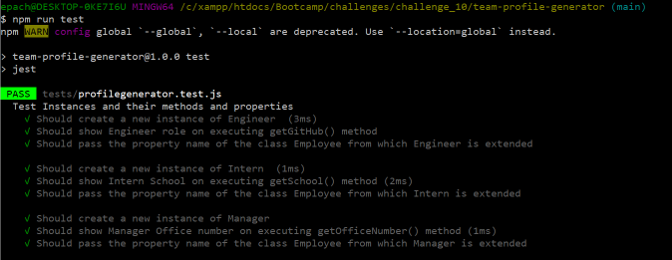 epach@DESKTOP-0KE7I6U MINGW64 /c/xampp/htdocs/Bootcamp/challenges/challenge_10/team-profile-generator (main)
$ npm run test
npm WARN config global `--global`, `--local` are deprecated. Use `--location=global` instead.
> team-profile-generator@1.0.0 test
> jest
PASS tests/profilegenerator.test.js
Test Instances and their methods and properties
√ Should create a new instance of Engineer (3ms)
√ Should show Engineer role on executing getGitHub() method
√ Should pass the property name of the class Employee from which Engineer is extended
√ Should create a new instance of Intern (1ms)
√ Should show Intern School on executing getSchool() method (2ms)
√ Should pass the property name of the class Employee from which Intern is extended
√ Should create a new instance of Manager
√ Should show Manager Office number on executing getOfficeNumber() method (1ms)
√ Should pass the property name of the class Employee from which Manager is extended